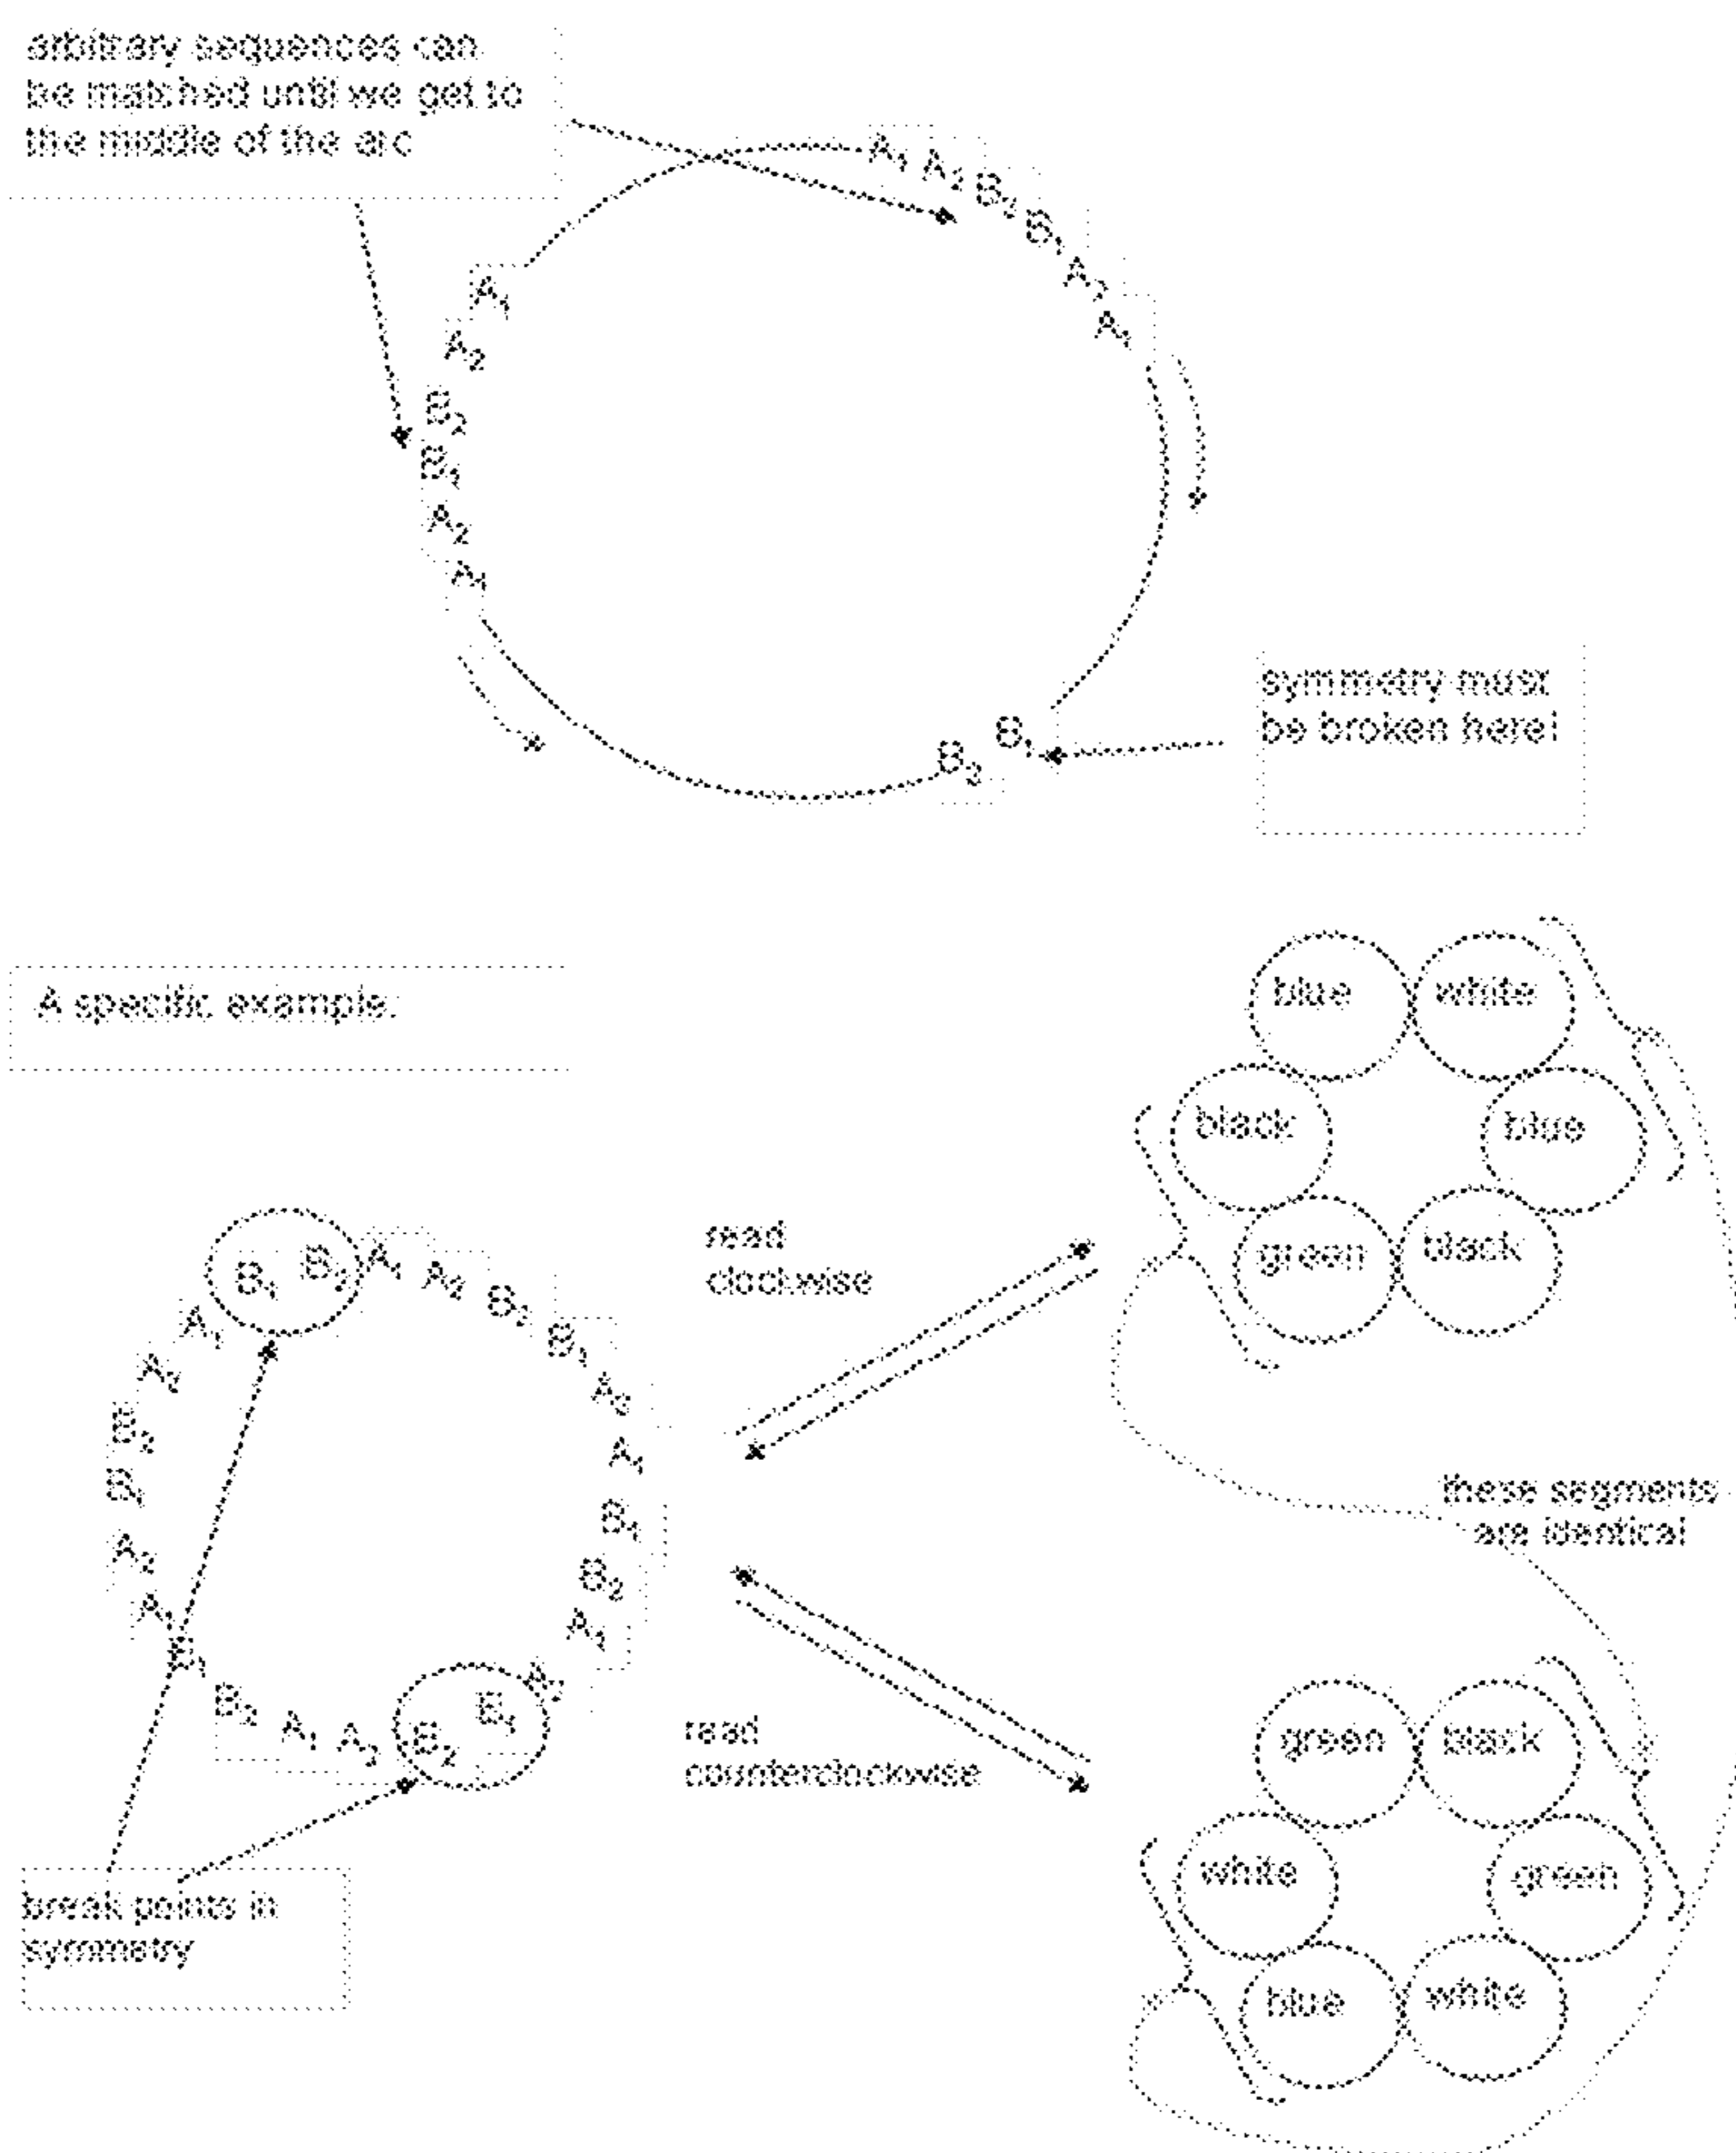 arbitrary sequences can
be matched until we get to
the middle of the arc
A₁ A₂ B₂ B₁ A₂ A₁
A₁
A₂
B₂
B₁
A₂
A₁
B₂ B₁
symmetry must
be broken here!
A specific example:
blue white
black blue
green black
read
clockwise
B₁ B₂ A₁ A₂ B₂ B₁ A₂ A₁ B₁ B₂ A₁ A₂ B₁ B₂ A₂ A₁ B₂ B₁ A₁ A₂ B₁ B₂ A₂ A₁
these segments
are identical
read
counterclockwise
break points in
symmetry
green black
white green
blue white